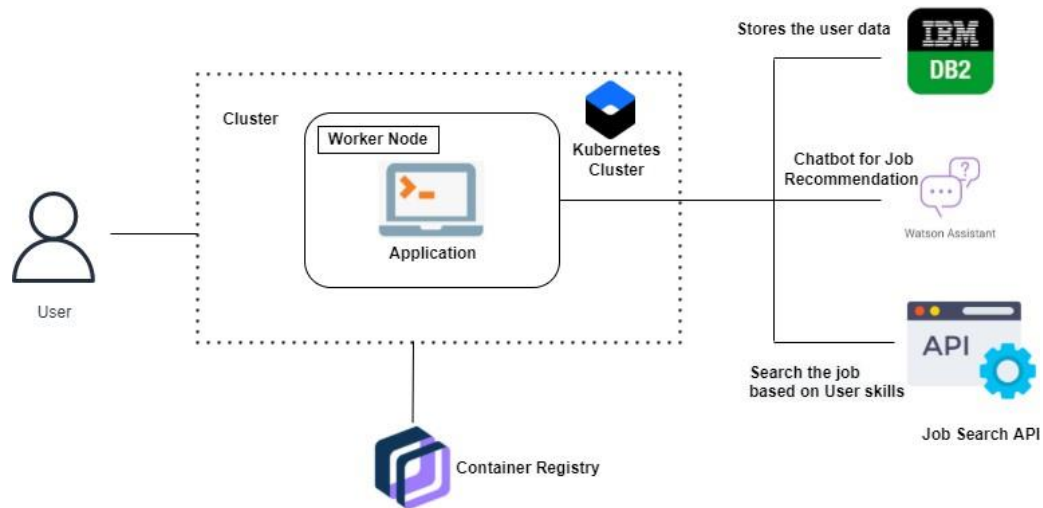 Stores the user data
IBM
DB2
Cluster
Worker Node
Kubernetes
Cluster
>_
Application
Chatbot for Job
Recommendation
?
...
Watson Assistant
User
API
Search the job
based on User skills
Job Search API
Container Registry